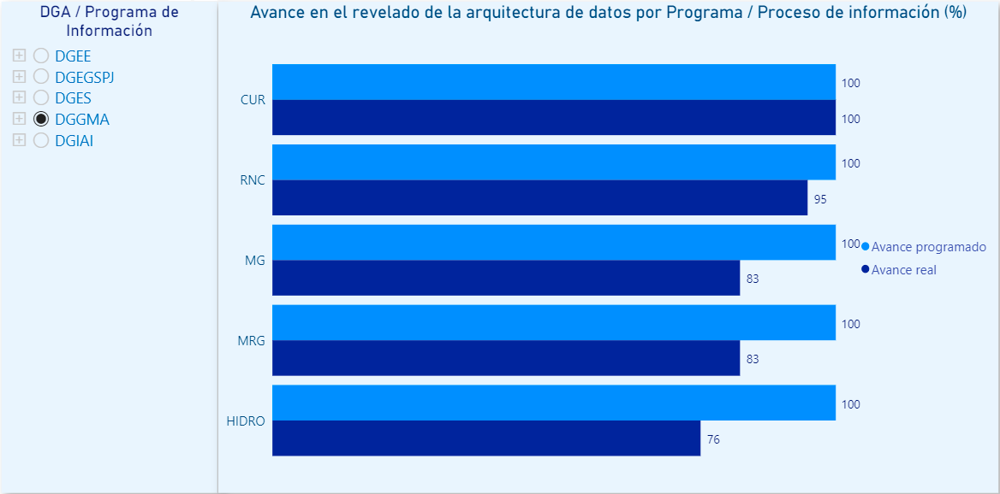 DGA / Programa de
Información
DGEE
DGEGSPJ
DGES
DGGMA
DGIAI
Avance en el revelado de la arquitectura de datos por Programa / Proceso de información (%)
CUR
100
100
RNC
100
95
MG
100
83
MRG
100
83
HIDRO
100
76
Avance programado
Avance real